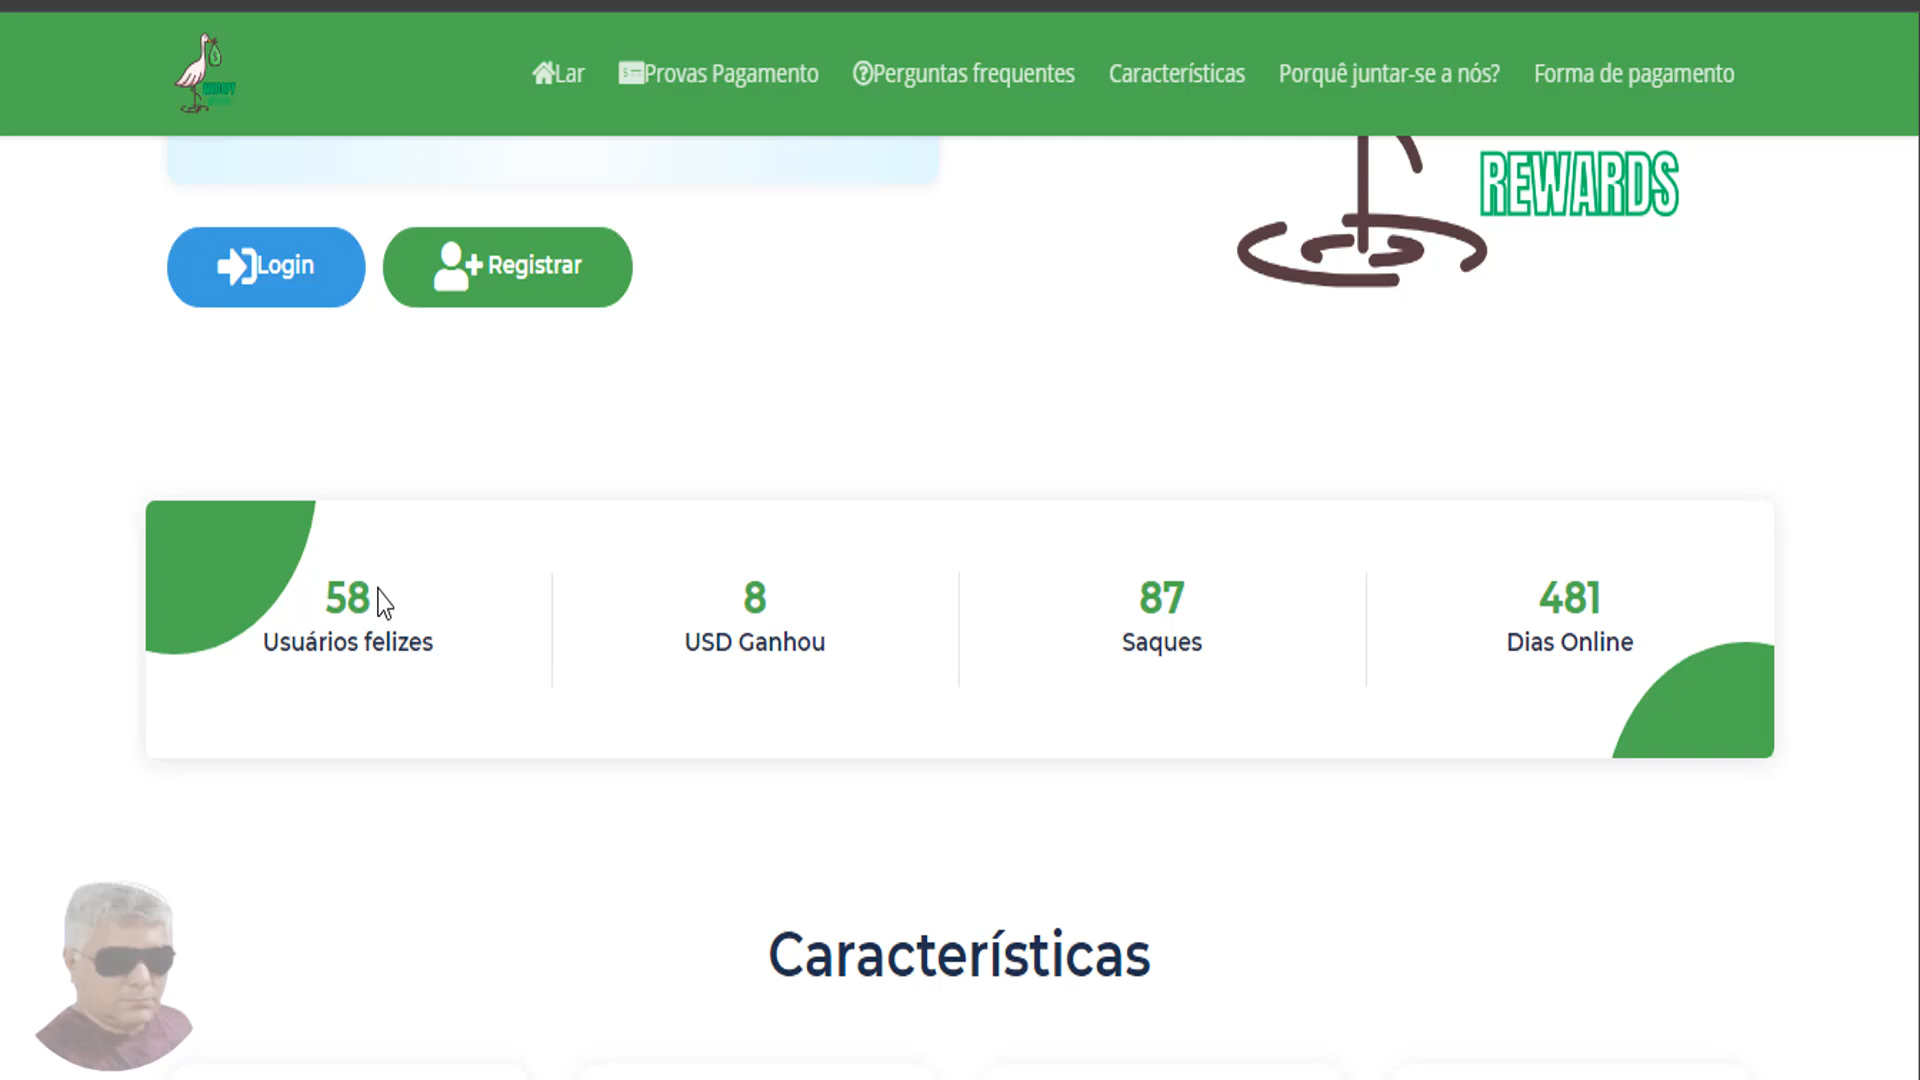 Lar Provas Pagamento Perguntas frequentes Características Porquê juntar-se a nós? Forma de pagamento
REWARDS
Login Registrar
58 8 87 481
Usuários felizes USD Ganhou Saques Dias Online
Características